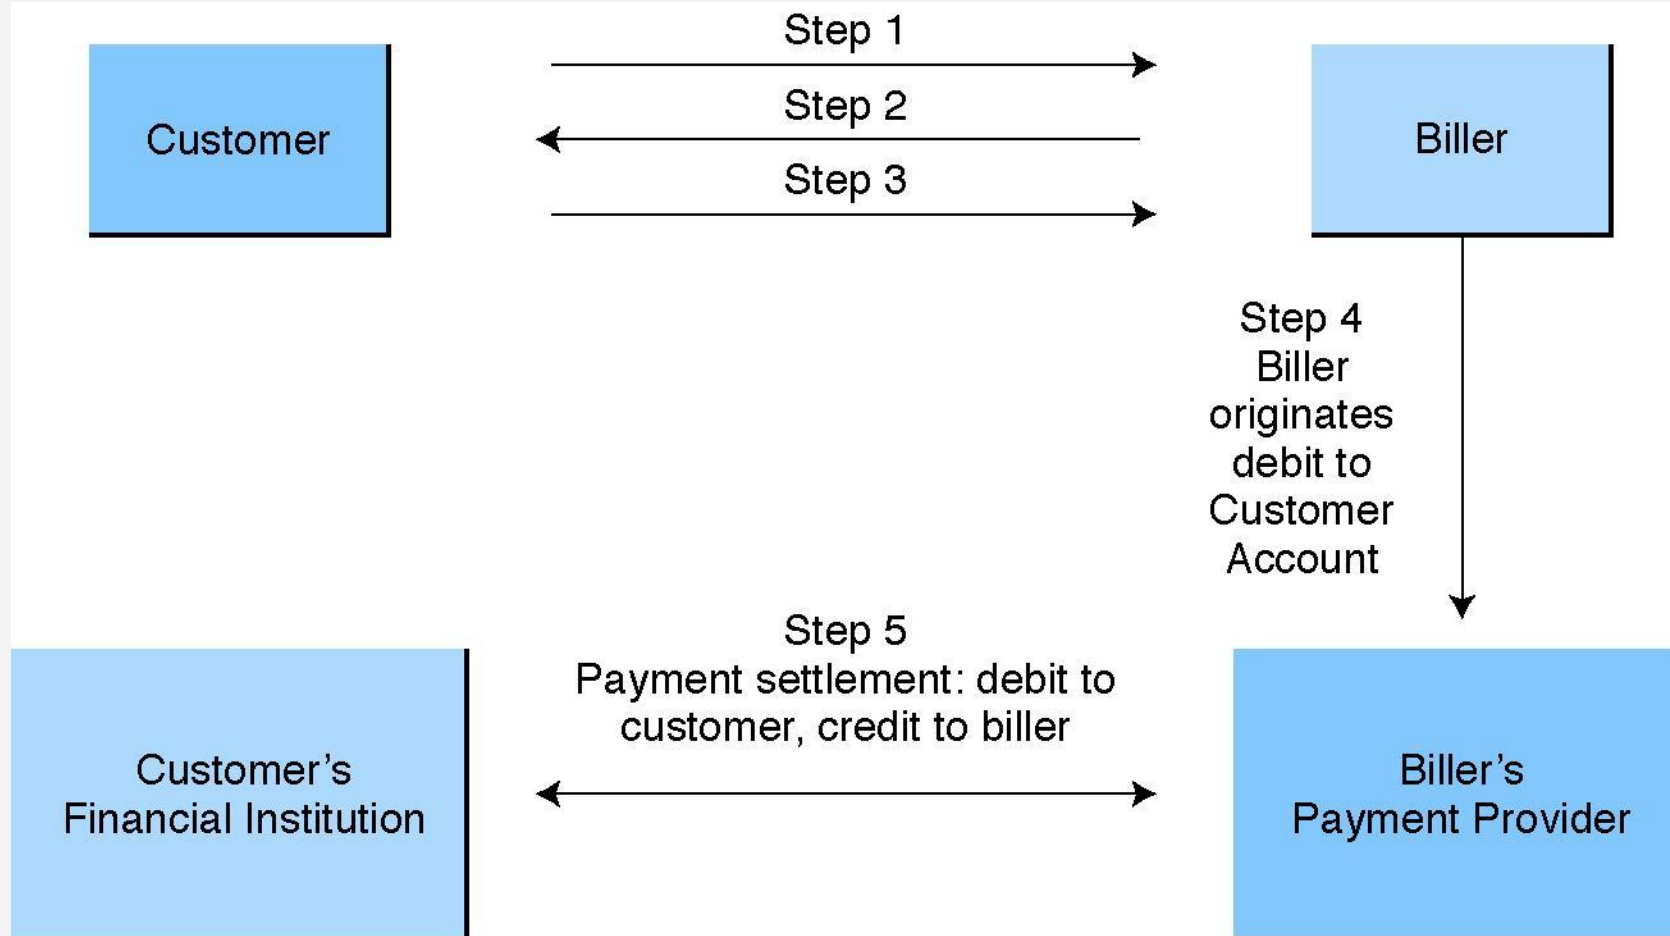 Step 1
Customer
Step 2
Biller
Step 3
Step 4
Biller
originates
debit to
Customer
Account
Step 5
Payment settlement: debit to
customer, credit to biller
Customer’s
Financial Institution
Biller’s
Payment Provider